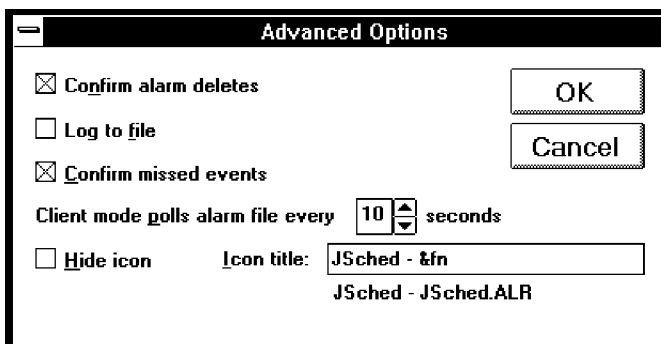 Advanced Options
Confirm alarm deletes
OK
Log to file
Cancel
Confirm missed events
Client mode polls alarm file every 10 seconds
Hide icon Icon title: JSched - &fn
JSched - JSched.ALR